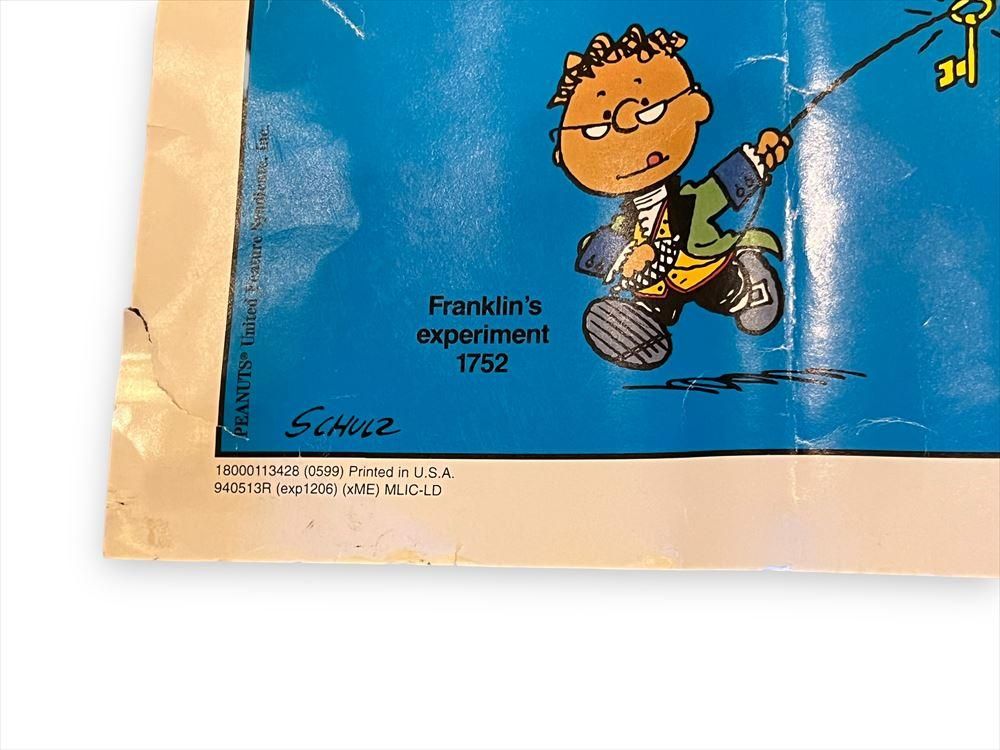 Franklin's
experiment
1752
PEANUTS® United Feature Syndicate, Inc.
SCHULZ
18000113428 (0599) Printed in U.S.A.
940513R (exp1206) (xME) MLIC-LD